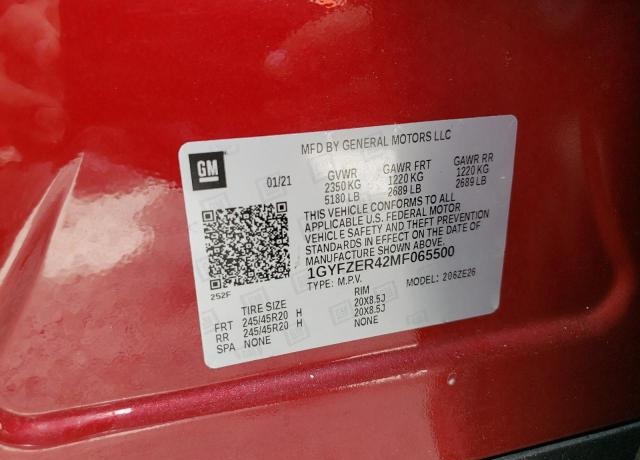 MFD BY GENERAL MOTORS LLC
GM
01/21
GVWR GAWR FRT GAWR RR
2350 KG 1220 KG 1220 KG
5180 LB 2689 LB 2689 LB
THIS VEHICLE CONFORMS TO ALL
APPLICABLE U.S. FEDERAL MOTOR
VEHICLE SAFETY AND THEFT PREVENTION
STANDARDS IN EFFECT ON THE DATE OF
MANUFACTURE SHOWN ABOVE.
1GYFZER42MF065500
TYPE: M.P.V. MODEL: 206ZE26
252F
TIRE SIZE RIM
FRT 245/45R20 H 20X8.5J
RR 245/45R20 H 20X8.5J
SPA NONE NONE